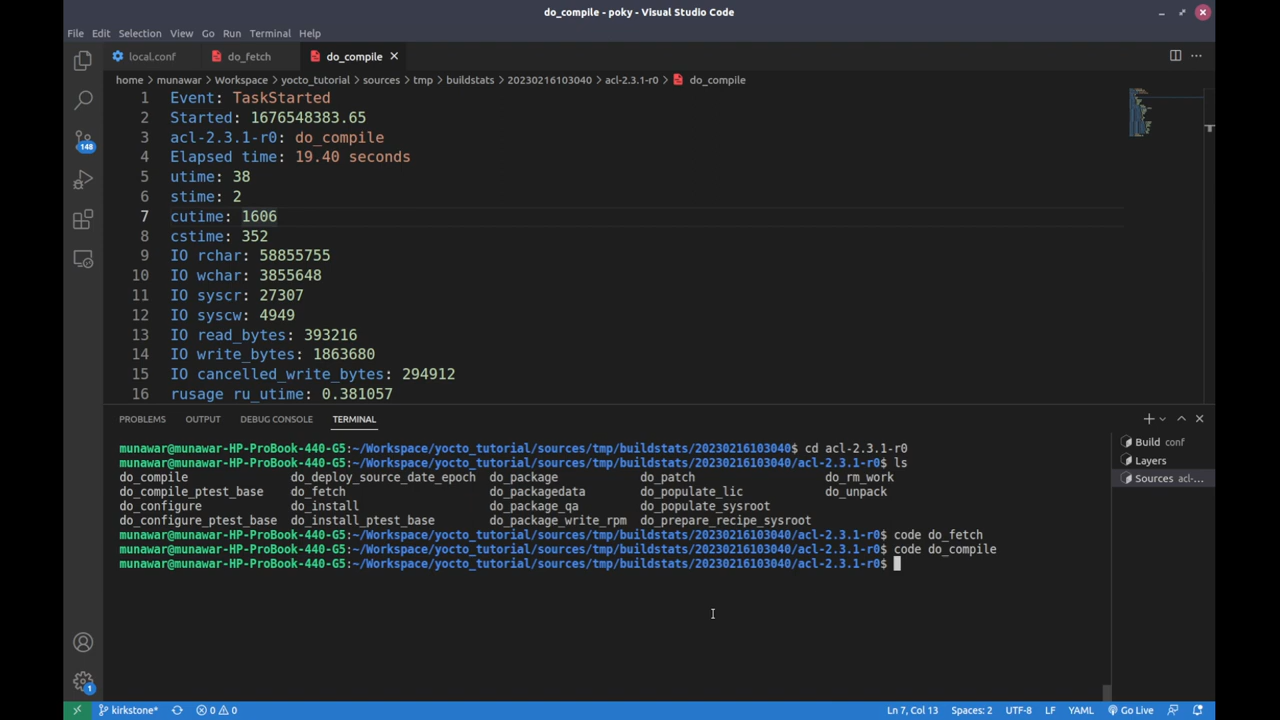 do_compile - poky - Visual Studio Code
File Edit Selection View Go Run Terminal Help
local.conf do_fetch do_compile
home > munawar > Workspace > yocto_tutorial > sources > tmp > buildstats > 20230216103040 > acl-2.3.1-r0 > do_compile
1 Event: TaskStarted
2 Started: 1676548383.65
3 acl-2.3.1-r0: do_compile
4 Elapsed time: 19.40 seconds
5 utime: 38
6 stime: 2
7 cutime: 1606
8 cstime: 352
9 IO rchar: 58855755
10 IO wchar: 3855648
11 IO syscr: 27307
12 IO syscw: 4949
13 IO read_bytes: 393216
14 IO write_bytes: 1863680
15 IO cancelled_write_bytes: 294912
16 rusage ru_utime: 0.381057
148
1
PROBLEMS OUTPUT DEBUG CONSOLE TERMINAL
munawar@munawar-HP-ProBook-440-G5:~/Workspace/yocto_tutorial/sources/tmp/buildstats/20230216103040$ cd acl-2.3.1-r0
munawar@munawar-HP-ProBook-440-G5:~/Workspace/yocto_tutorial/sources/tmp/buildstats/20230216103040/acl-2.3.1-r0$ ls
do_compile do_deploy_source_date_epoch do_package do_patch do_rm_work
do_compile_ptest_base do_fetch do_packagedata do_populate_lic do_unpack
do_configure do_install do_package_qa do_populate_sysroot
do_configure_ptest_base do_install_ptest_base do_package_write_rpm do_prepare_recipe_sysroot
munawar@munawar-HP-ProBook-440-G5:~/Workspace/yocto_tutorial/sources/tmp/buildstats/20230216103040/acl-2.3.1-r0$ code do_fetch
munawar@munawar-HP-ProBook-440-G5:~/Workspace/yocto_tutorial/sources/tmp/buildstats/20230216103040/acl-2.3.1-r0$ code do_compile
munawar@munawar-HP-ProBook-440-G5:~/Workspace/yocto_tutorial/sources/tmp/buildstats/20230216103040/acl-2.3.1-r0$
Build conf
Layers
Sources acl-...
kirkstone* 0 0 Ln 7, Col 13 Spaces: 2 UTF-8 LF YAML Go Live